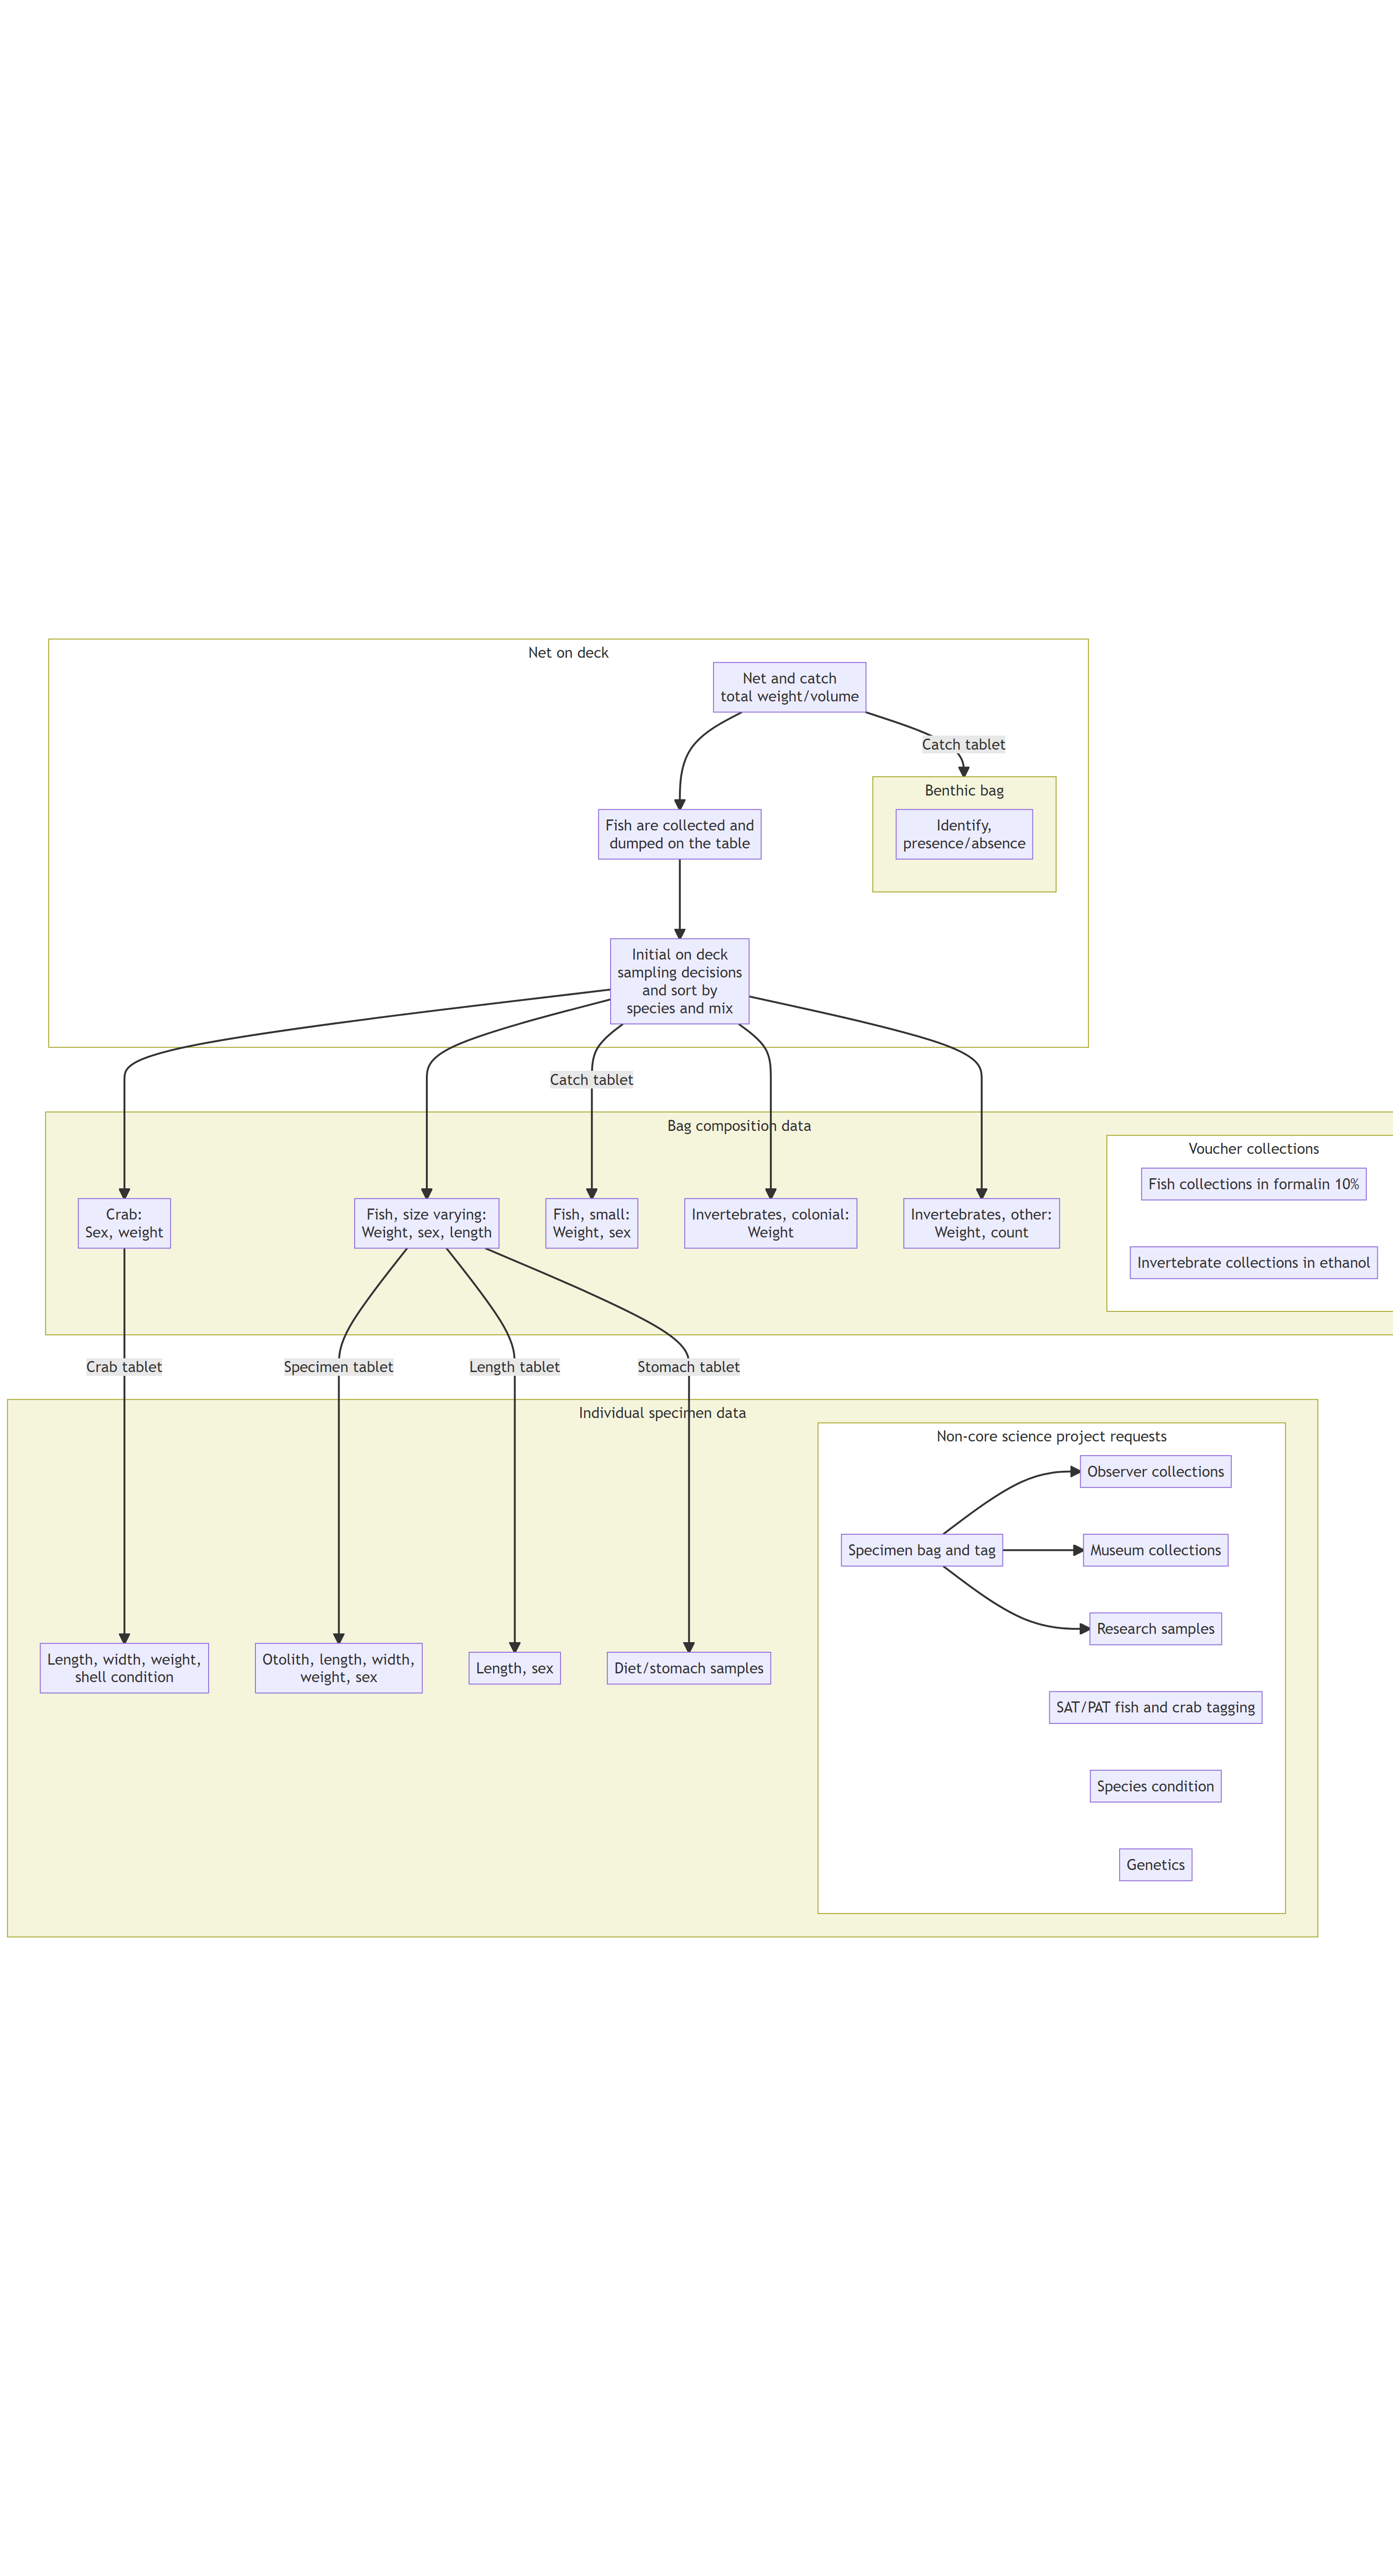 Net on deck
Net and catch
total weight/volume
Catch tablet
Benthic bag
Fish are collected and
dumped on the table
Identify,
presence/absence
Initial on deck
sampling decisions
and sort by
species and mix
Catch tablet
Bag composition data
Voucher collections
Fish collections in formalin 10%
Crab:
Sex, weight
Fish, size varying:
Weight, sex, length
Fish, small:
Weight, sex
Invertebrates, colonial:
Weight
Invertebrates, other:
Weight, count
Invertebrate collections in ethanol
Crab tablet
Specimen tablet
Length tablet
Stomach tablet
Individual specimen data
Non-core science project requests
Observer collections
Specimen bag and tag
Museum collections
Research samples
Length, width, weight,
shell condition
Otolith, length, width,
weight, sex
Length, sex
Diet/stomach samples
SAT/PAT fish and crab tagging
Species condition
Genetics